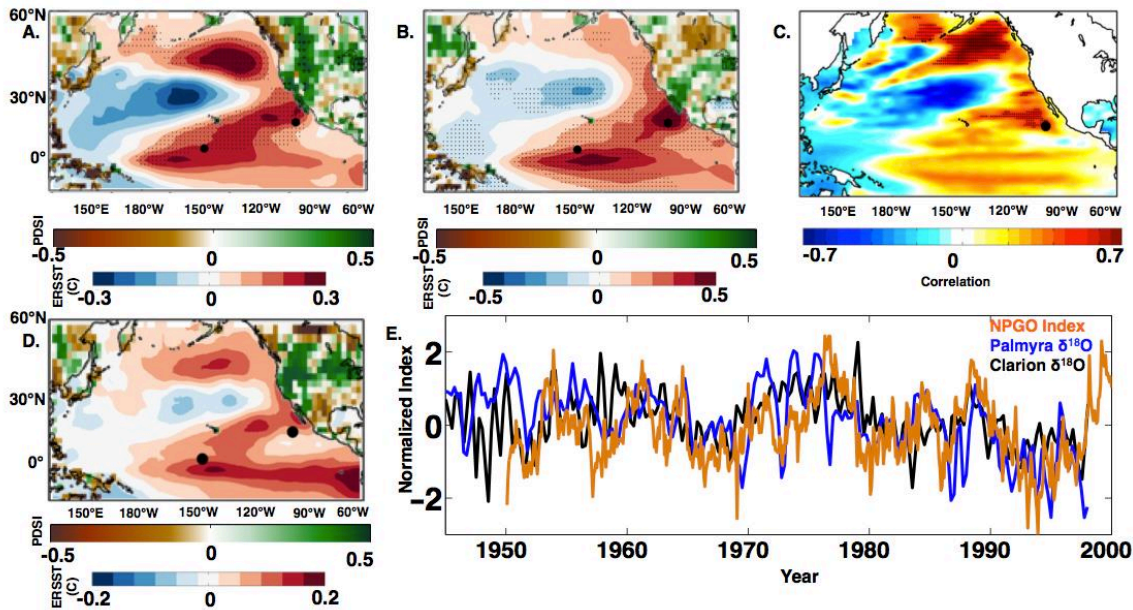 60°N
A.
30°N
0°
150°E 180°W 150°W 120°W 90°W 60°W
PDSI
-0.5 0 0.5
ERSST (C)
-0.3 0 0.3
60°N
B.
30°N
0°
150°E 180°W 150°W 120°W 90°W 60°W
PDSI
-0.5 0 0.5
ERSST (C)
-0.5 0 0.5
C.
150°E 180°W 150°W 120°W 90°W 60°W
-0.7 0 0.7
Correlation
60°N
D.
30°N
0°
150°E 180°W 150°W 120°W 90°W 60°W
PDSI
-0.5 0 0.5
ERSST (C)
-0.2 0 0.2
E.
NPGO Index
Palmyra δ¹⁸O
Clarion δ¹⁸O
Normalized Index
2
0
-2
1950 1960 1970 1980 1990 2000
Year